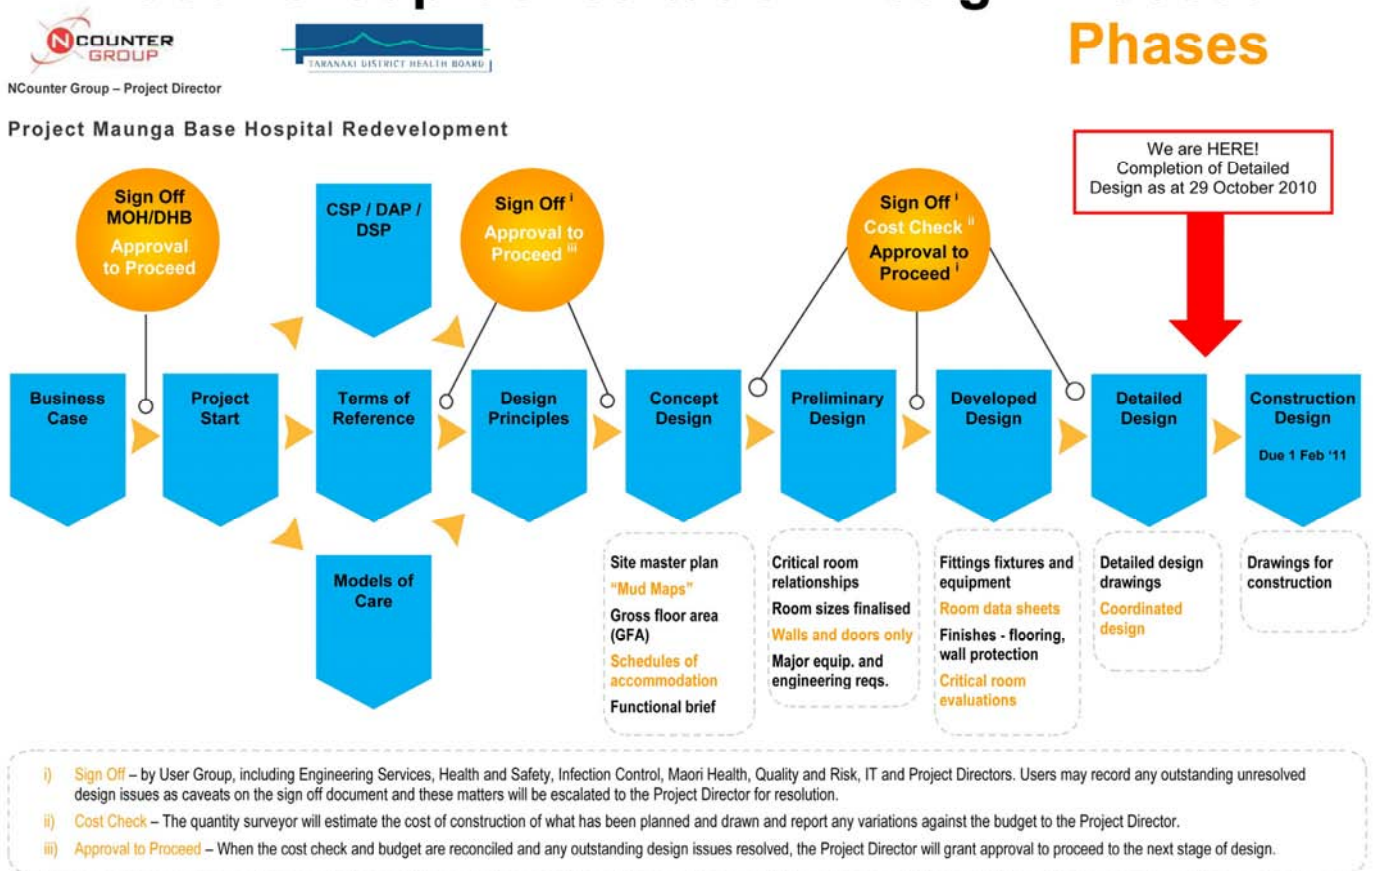 Phases
NCOUNTER
GROUP
TARANAKI DISTRICT HEALTH BOARD
NCounter Group – Project Director
Project Maunga Base Hospital Redevelopment
We are HERE!
Completion of Detailed
Design as at 29 October 2010
Sign Off
MOH/DHB
Approval
to Proceed
CSP / DAP /
DSP
Sign Off i
Approval to
Proceed iii
Sign Off i
Cost Check ii
Approval to
Proceed i
Business
Case
Project
Start
Terms of
Reference
Design
Principles
Concept
Design
Preliminary
Design
Developed
Design
Detailed
Design
Construction
Design
Due 1 Feb ‘11
Models of
Care
Site master plan
“Mud Maps”
Gross floor area
(GFA)
Schedules of
accommodation
Functional brief
Critical room
relationships
Room sizes finalised
Walls and doors only
Major equip. and
engineering reqs.
Fittings fixtures and
equipment
Room data sheets
Finishes - flooring,
wall protection
Critical room
evaluations
Detailed design
drawings
Coordinated
design
Drawings for
construction
i) Sign Off – by User Group, including Engineering Services, Health and Safety, Infection Control, Maori Health, Quality and Risk, IT and Project Directors. Users may record any outstanding unresolved
design issues as caveats on the sign off document and these matters will be escalated to the Project Director for resolution.
ii) Cost Check – The quantity surveyor will estimate the cost of construction of what has been planned and drawn and report any variations against the budget to the Project Director.
iii) Approval to Proceed – When the cost check and budget are reconciled and any outstanding design issues resolved, the Project Director will grant approval to proceed to the next stage of design.